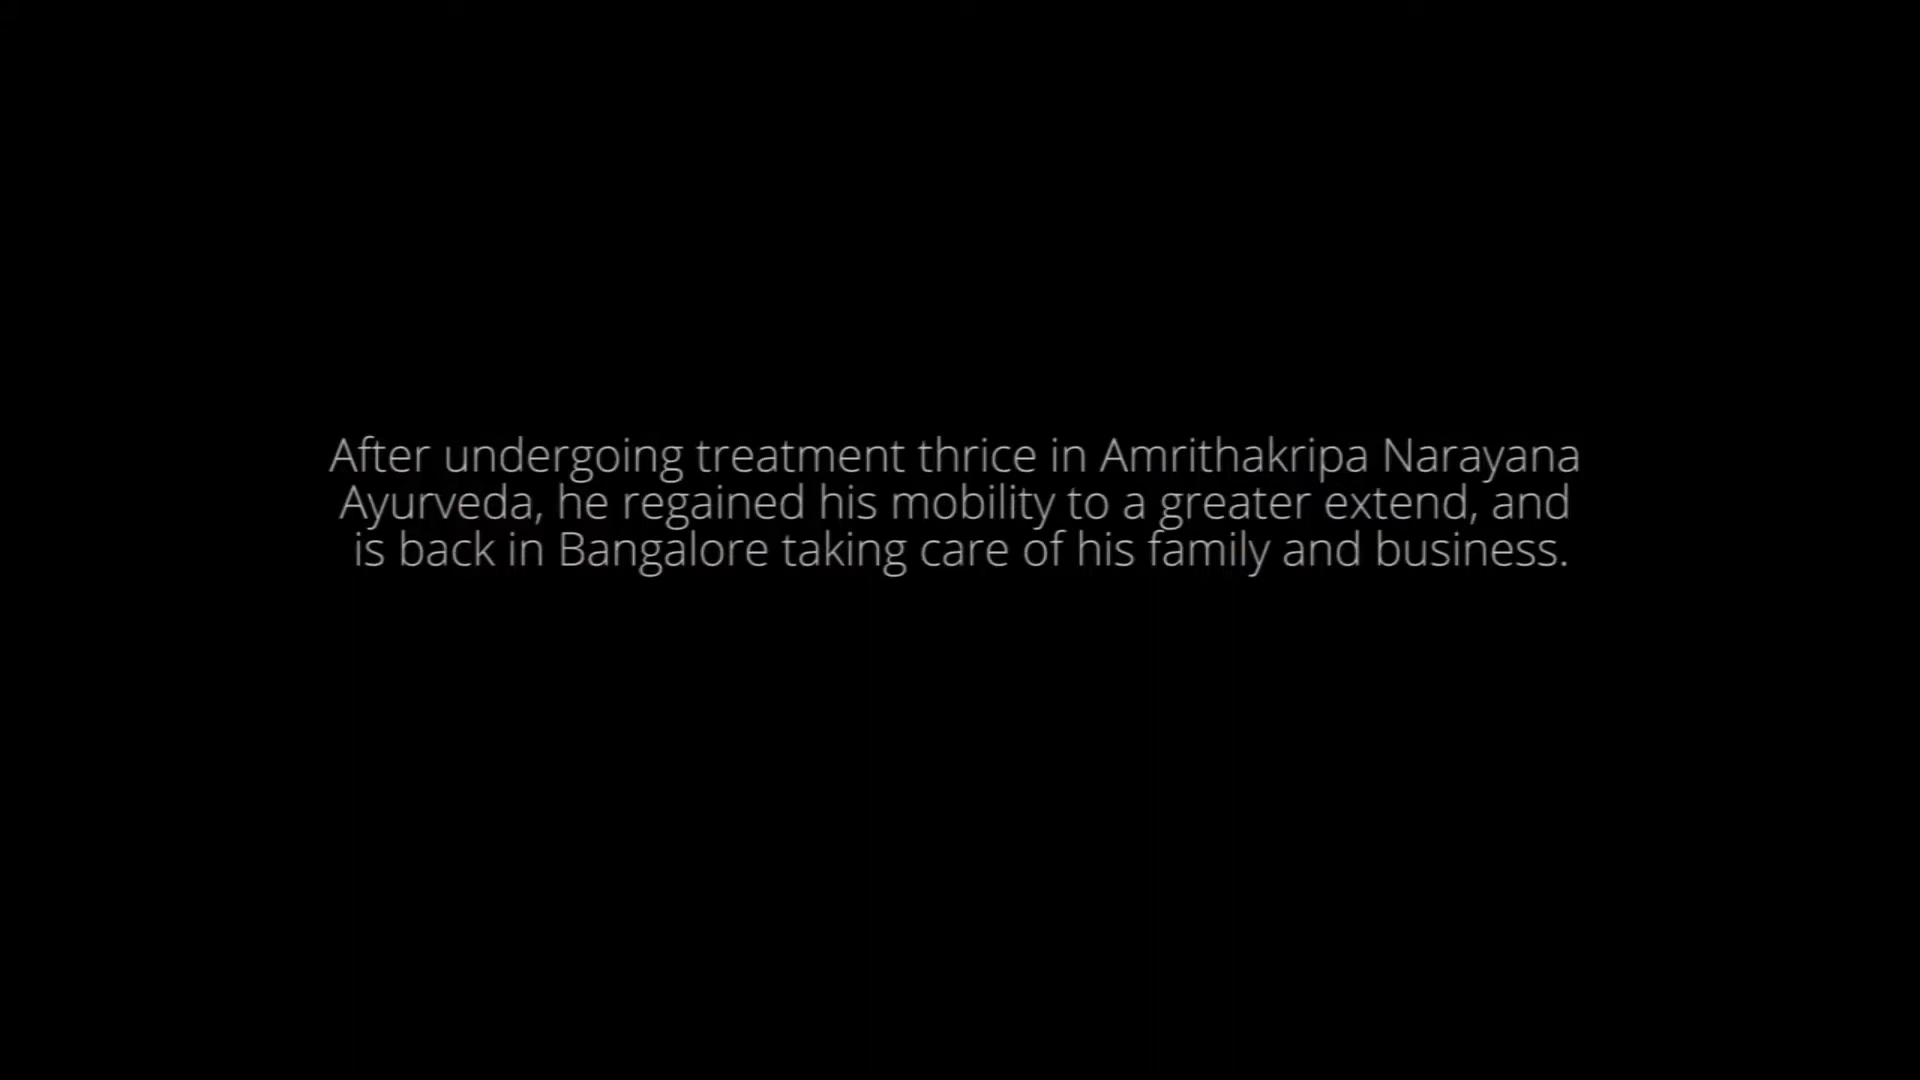 After undergoing treatment thrice in Amrithakripa Narayana
Ayurveda, he regained his mobility to a greater extend, and
is back in Bangalore taking care of his family and business.